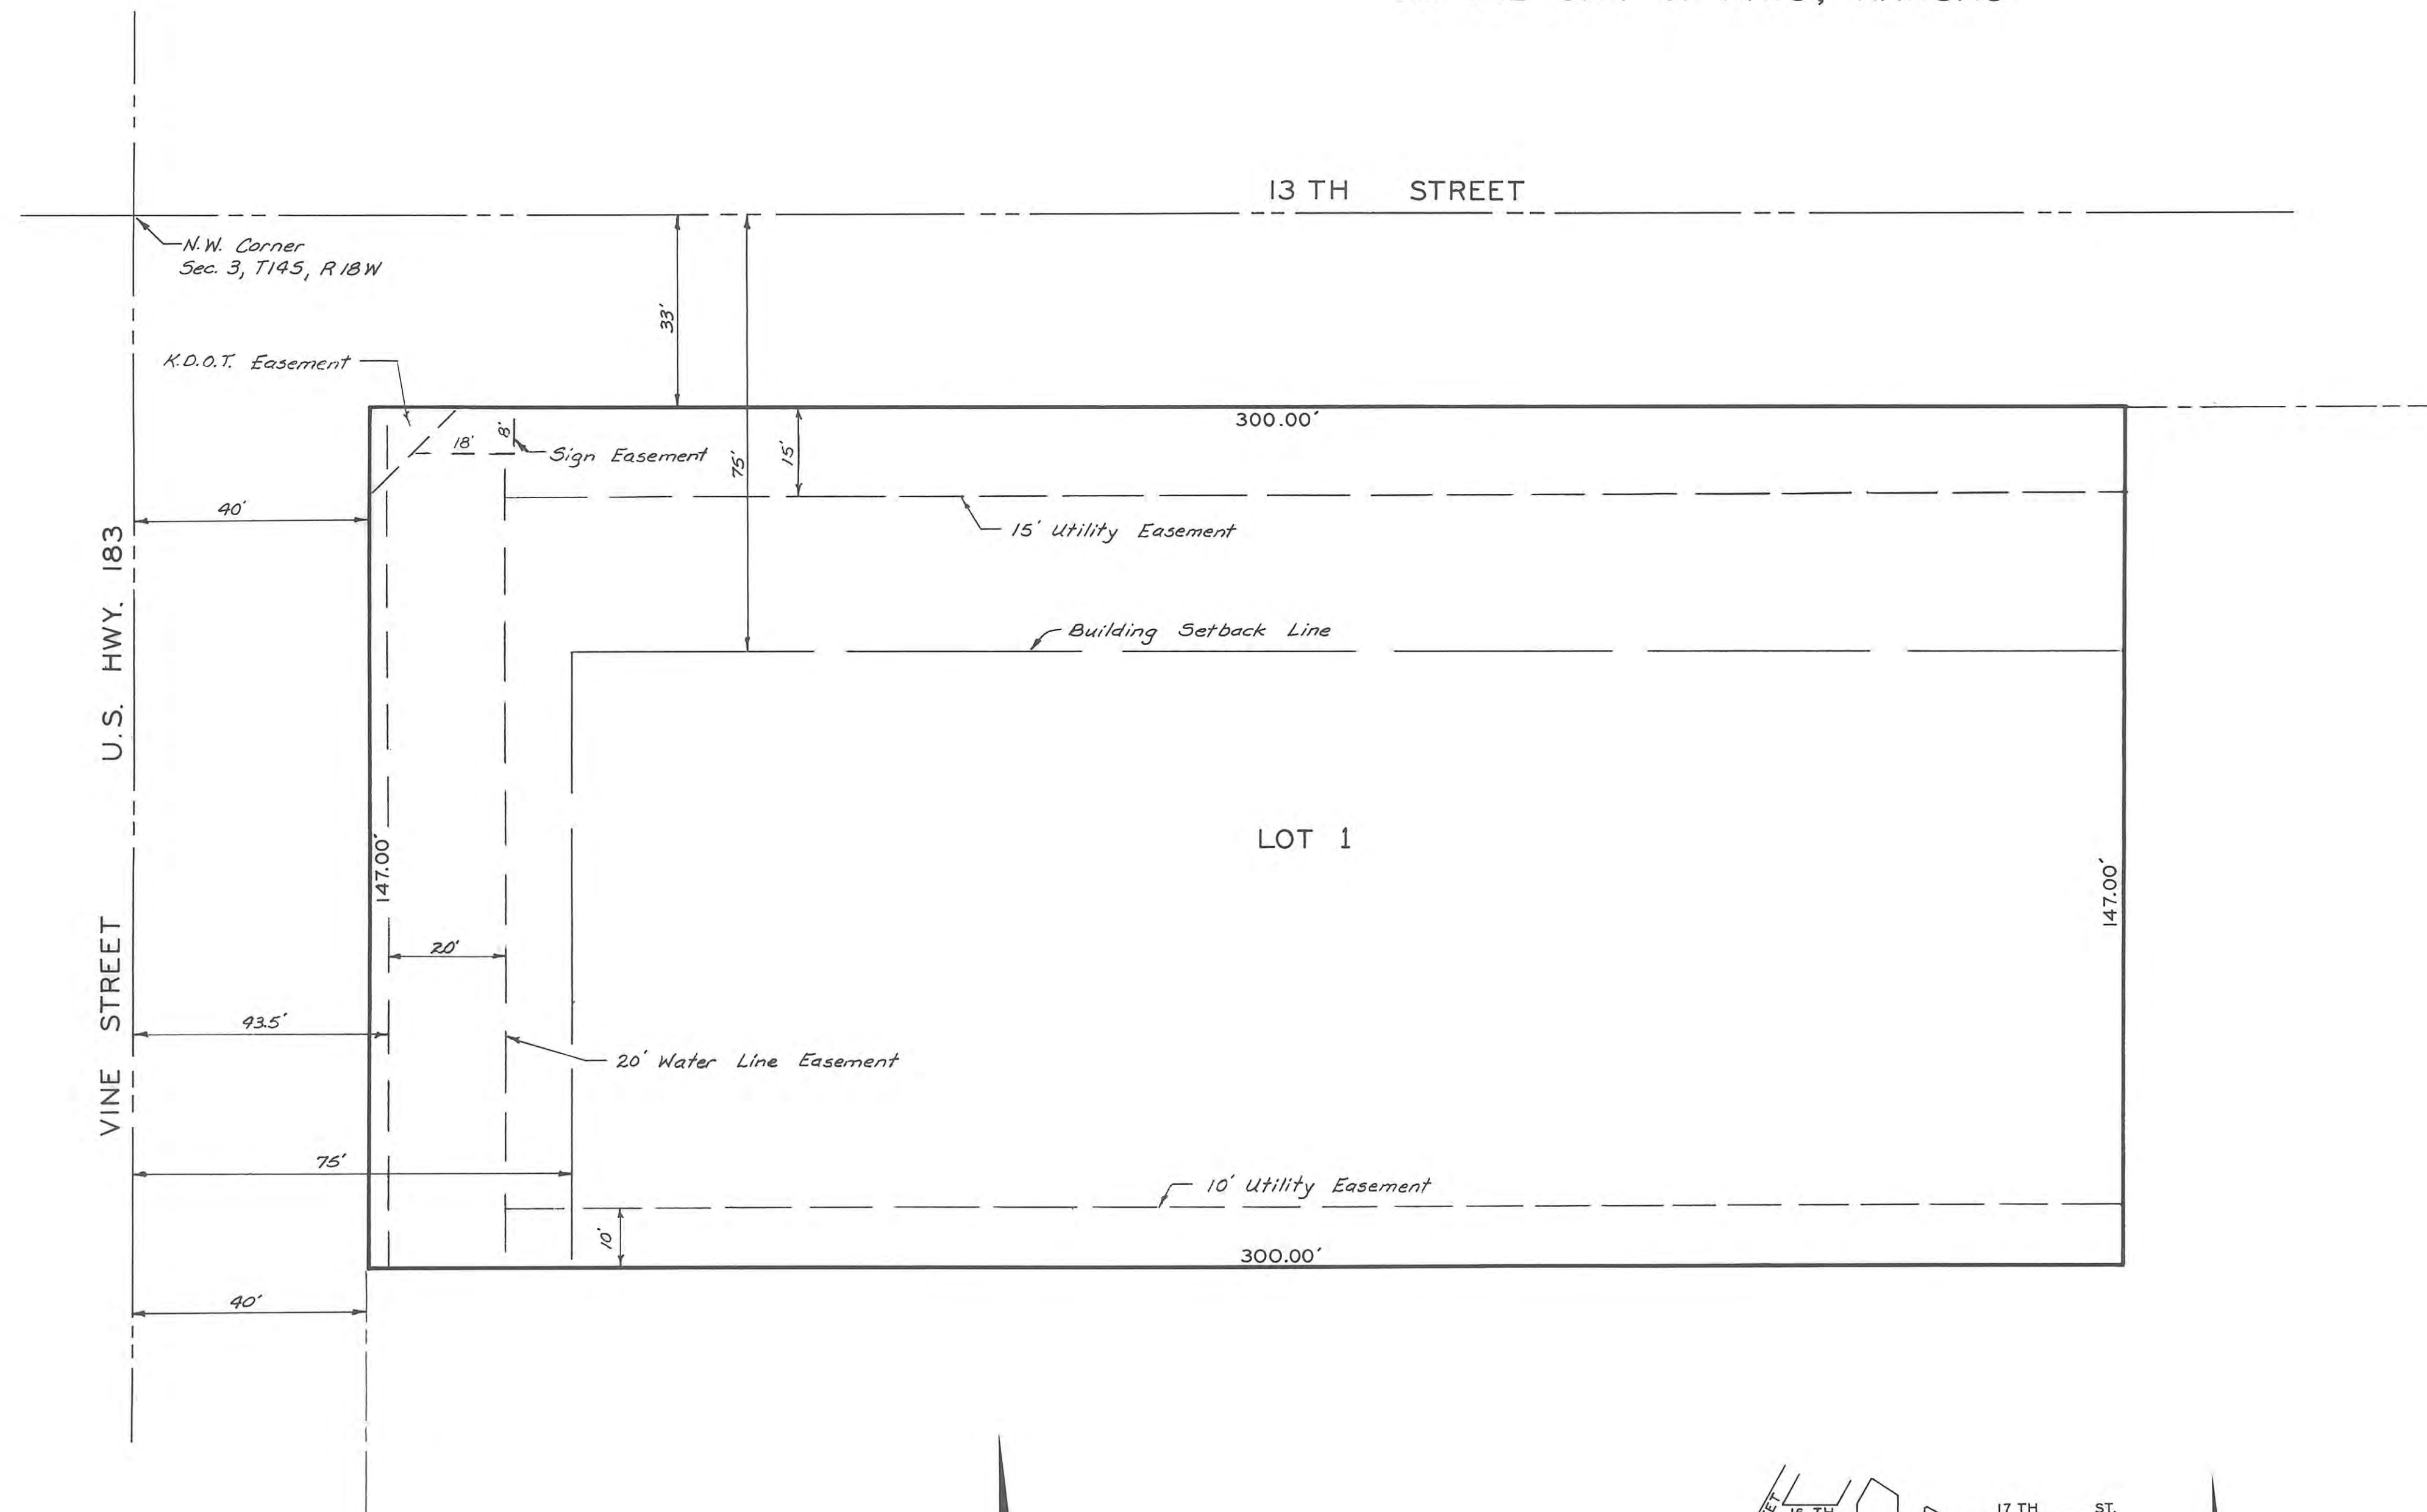 13 TH STREET
N.W. Corner
Sec. 3, T14S, R18W
33'
K.D.O.T. Easement
300.00'
18'
8'
Sign Easement
75'
15'
40'
15' Utility Easement
U.S. HWY. 183
Building Setback Line
LOT 1
147.00'
147.00'
20'
VINE STREET
43.5'
20' Water Line Easement
75'
10' Utility Easement
10'
300.00'
40'
17 TH ST.